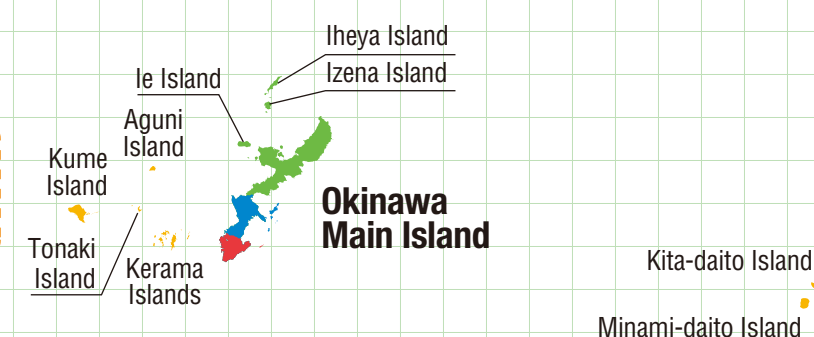 Iheya Island
Izena Island
Ie Island
Aguni
Island
Kume
Island
Okinawa
Main Island
Tonaki
Island
Kerama
Islands
Kita-daito Island
Minami-daito Island